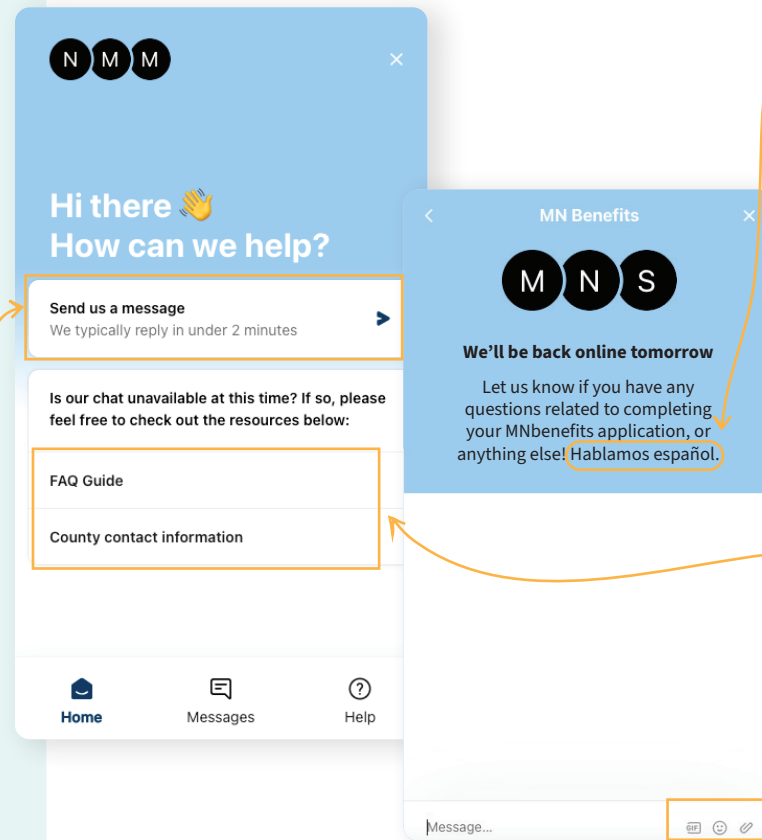 N M M
Hi there 👋
How can we help?
Send us a message
We typically reply in under 2 minutes
Is our chat unavailable at this time? If so, please
feel free to check out the resources below:
FAQ Guide
County contact information
Home
Messages
Help
MN Benefits
M N S
We’ll be back online tomorrow
Let us know if you have any
questions related to completing
your MNbenefits application, or
anything else! Hablamos español.
Message...
GIF